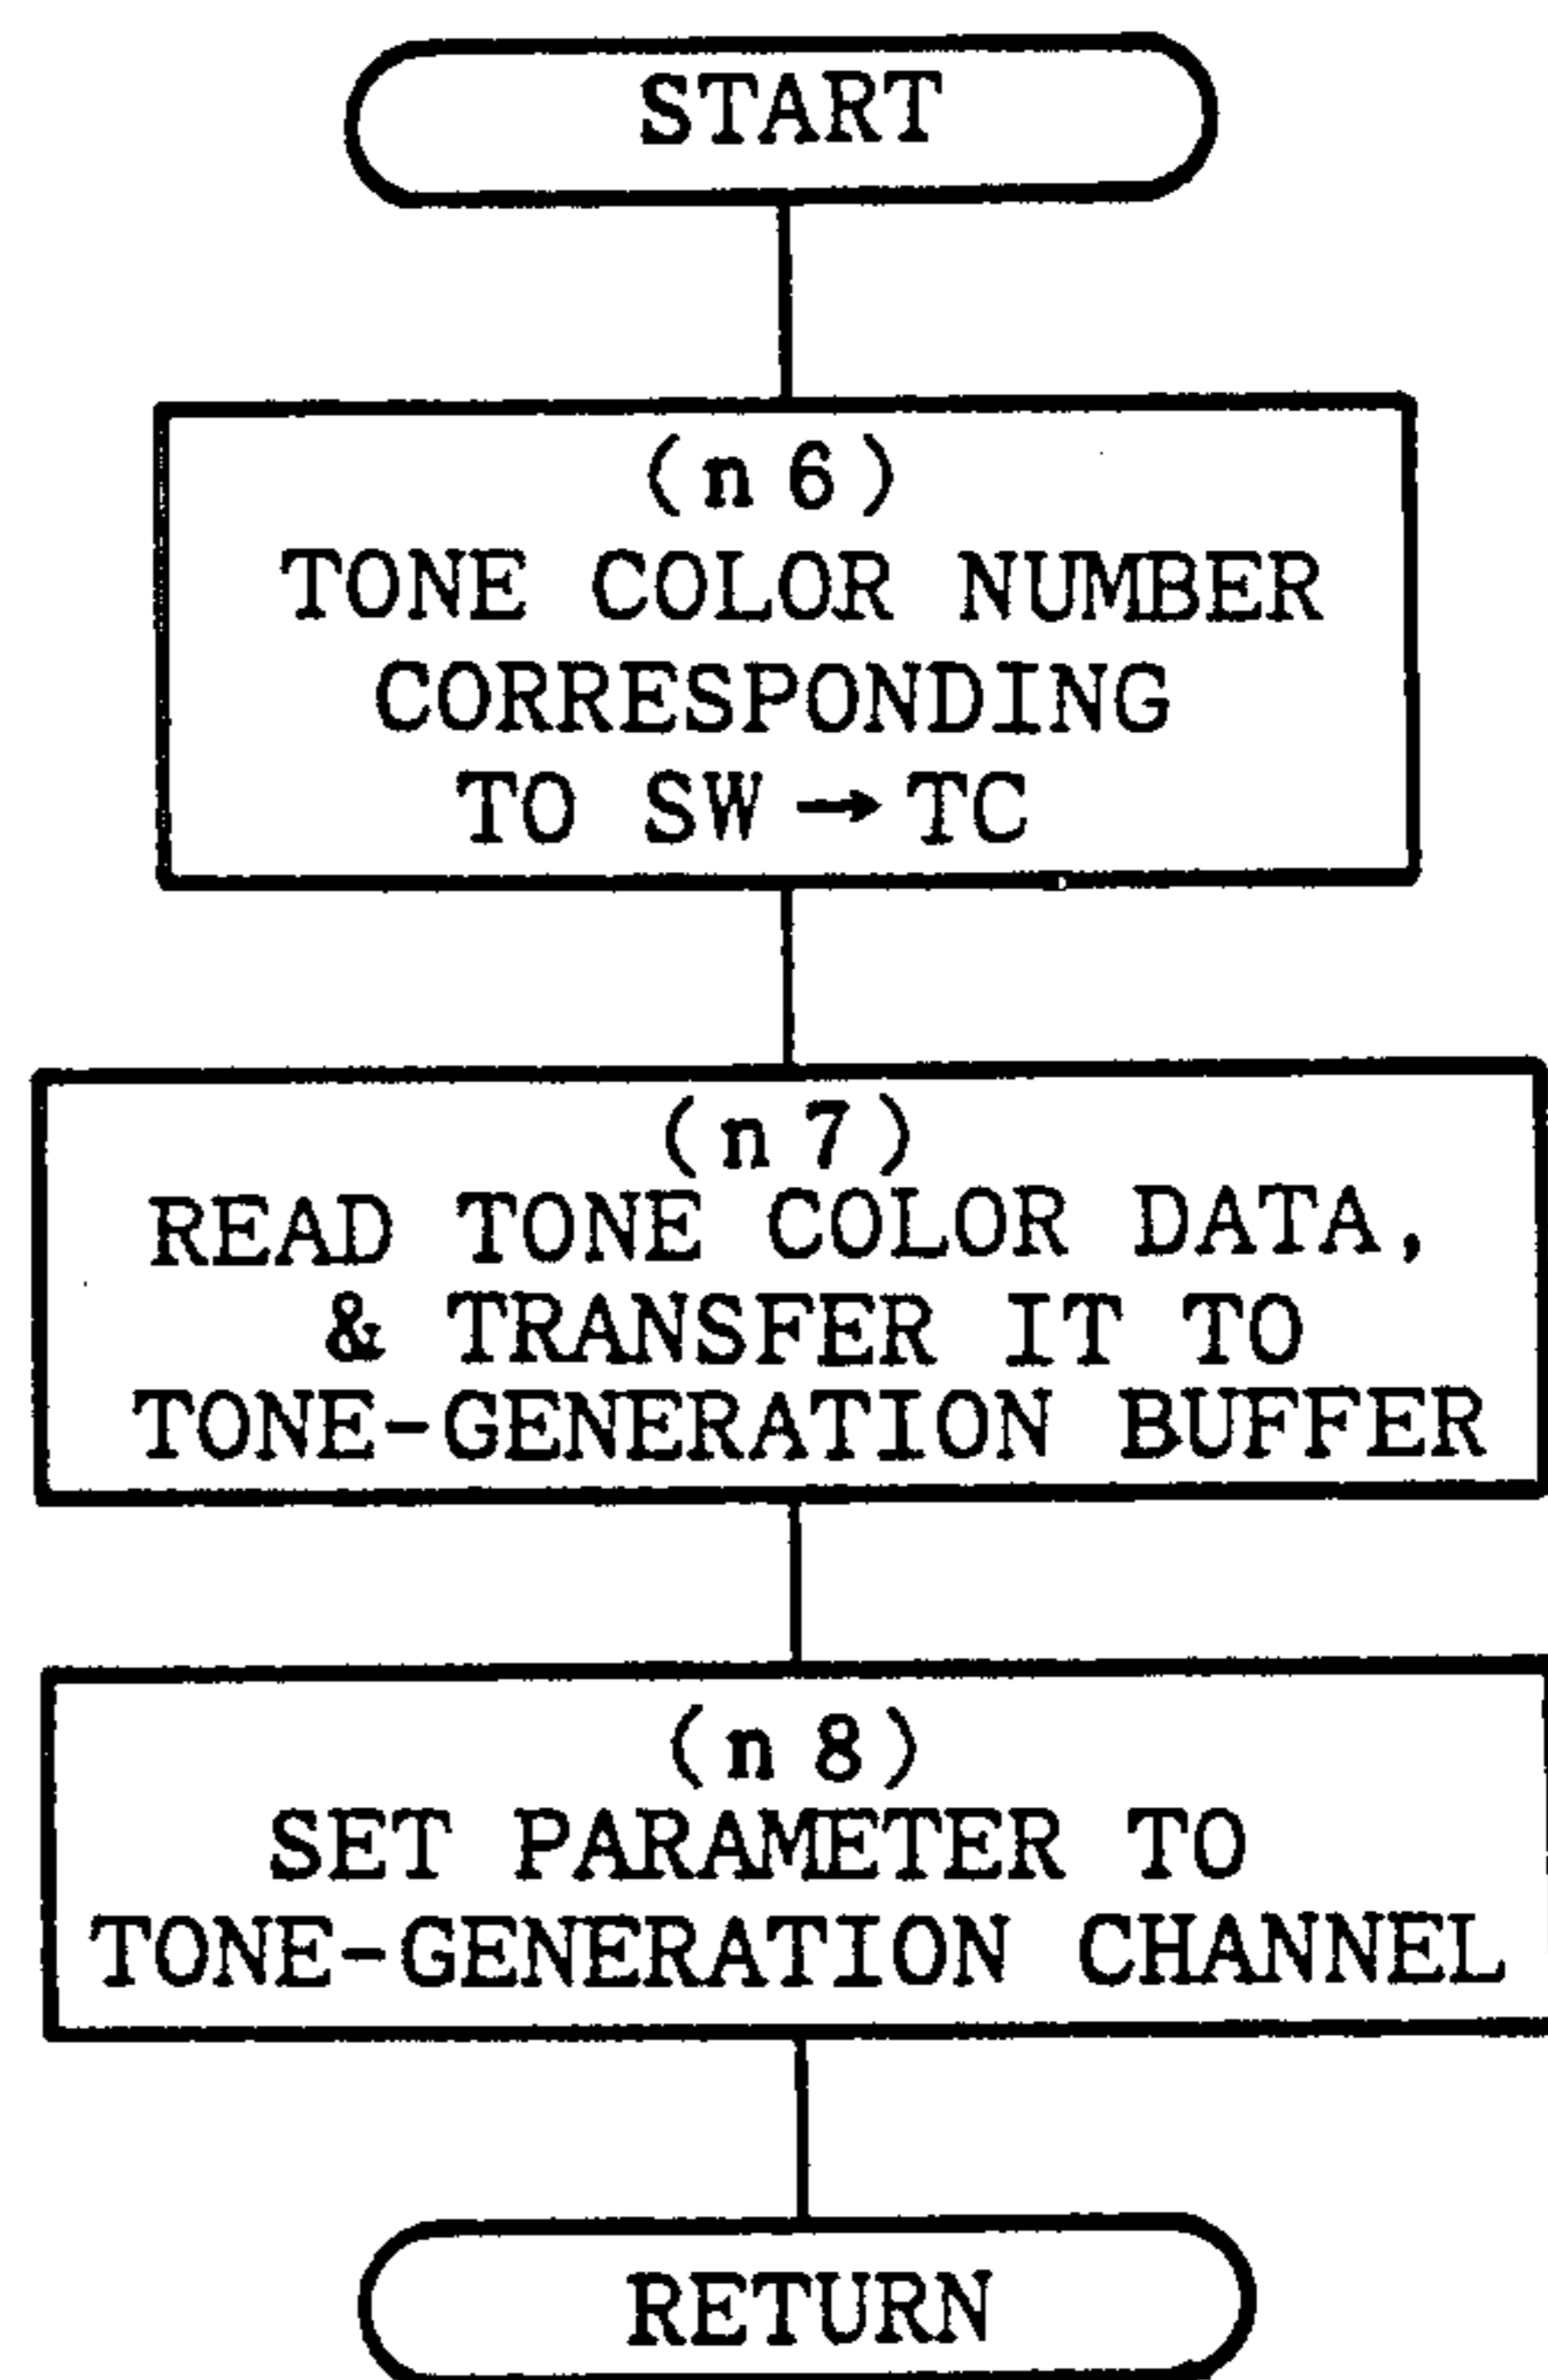 START
(n6)
TONE COLOR NUMBER
CORRESPONDING
TO SW→TC
(n7)
READ TONE COLOR DATA,
& TRANSFER IT TO
TONE-GENERATION BUFFER
(n8)
SET PARAMETER TO
TONE-GENERATION CHANNEL
RETURN